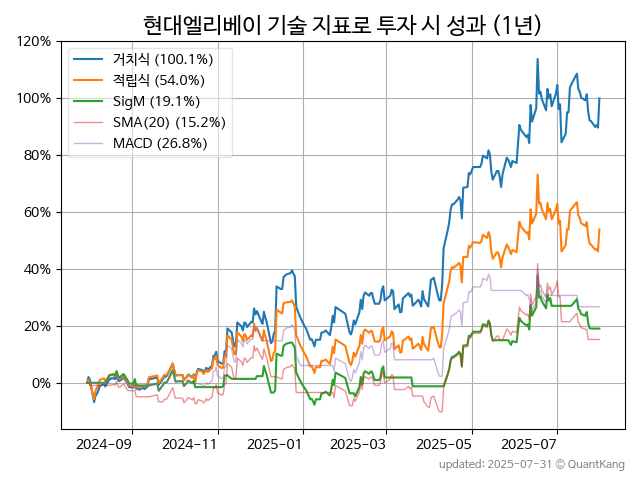 현대엘리베이 기술 지표로 투자 시 성과 (1년)
거치식 (100.1%)
적립식 (54.0%)
SigM (19.1%)
SMA(20) (15.2%)
MACD (26.8%)
120%
100%
80%
60%
40%
20%
0%
2024-09 2024-11 2025-01 2025-03 2025-05 2025-07
updated: 2025-07-31 © QuantKang